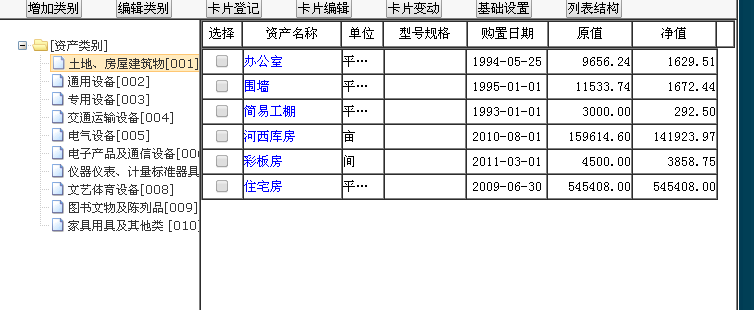 增加类别 编辑类别 卡片登记 卡片编辑 卡片变动 基础设置 列表结构
[资产类别]
土地、房屋建筑物[001]
通用设备[002]
专用设备[003]
交通运输设备[004]
电气设备[005]
电子产品及通信设备[00
仪器仪表、计量标准器具
文艺体育设备[008]
图书文物及陈列品[009]
家具用具及其他类 [010]
选择 资产名称 单位 型号规格 购置日期 原值 净值
办公室 平… 1994-05-25 9656.24 1629.51
围墙 平… 1995-01-01 11533.74 1672.44
简易工棚 平… 1993-01-01 3000.00 292.50
河西库房 亩 2010-08-01 159614.60 141923.97
彩板房 间 2011-03-01 4500.00 3858.75
住宅房 平… 2009-06-30 545408.00 545408.00